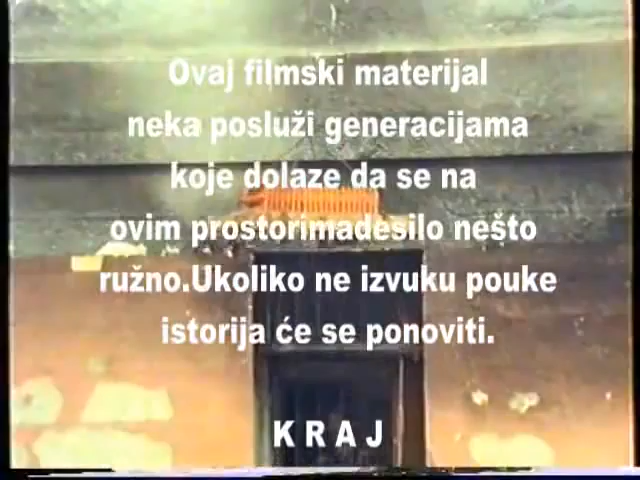 Ovaj filmski materijal
neka posluži generacijama
koje dolaze da se na
ovim prostorimadesilo nešto
ružno.Ukoliko ne izvuku pouke
istorija će se ponoviti.
K R A J